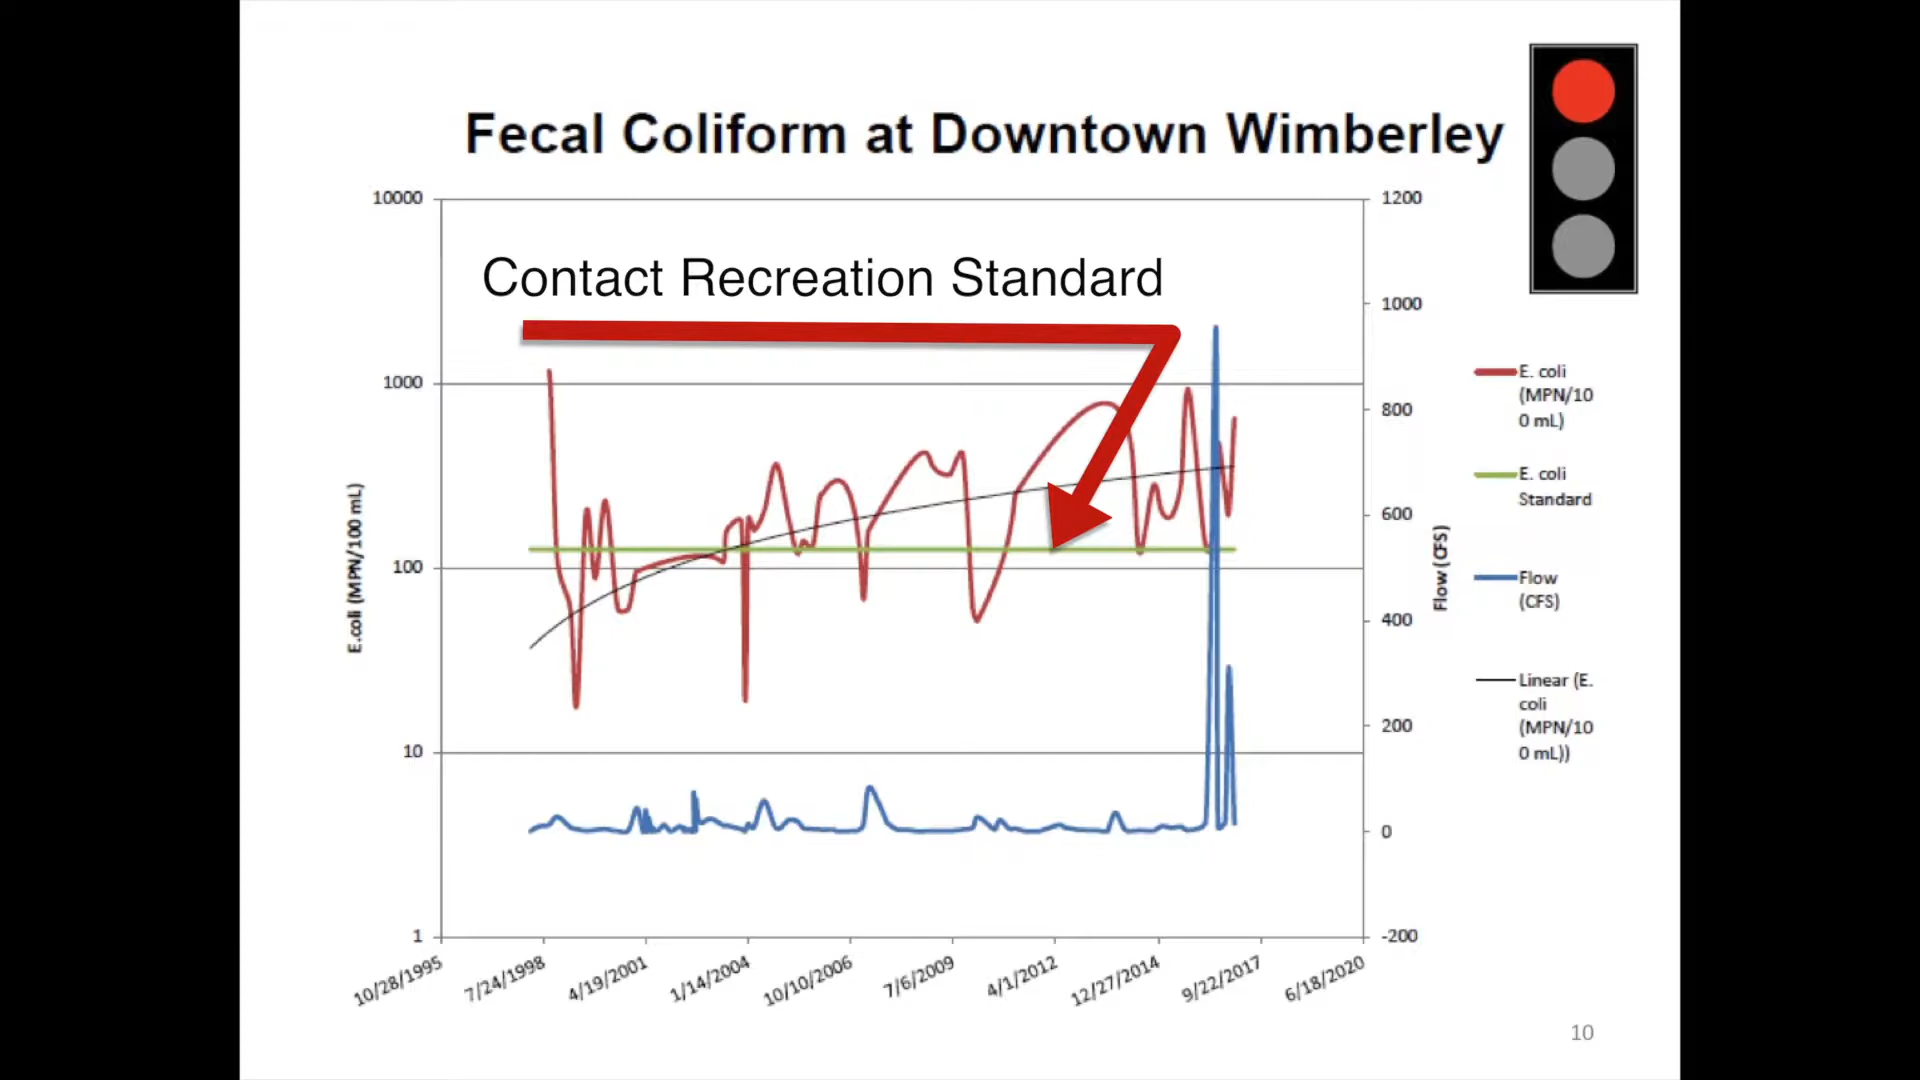 Fecal Coliform at Downtown Wimberley
10000
1200
Contact Recreation Standard
1000
1000
E. coli
(MPN/10
0 mL)
800
E. coli
Standard
600
E.coli (MPN/100 mL)
Flow (CFS)
100
Flow
(CFS)
400
Linear (E.
coli
(MPN/10
0 mL))
200
10
0
1
-200
10/28/1995
7/24/1998
4/19/2001
1/14/2004
10/10/2006
7/6/2009
4/1/2012
12/27/2014
9/22/2017
6/18/2020
10